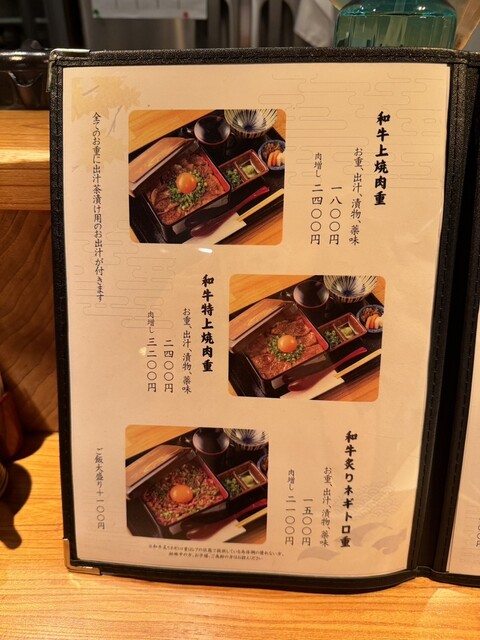 和牛上焼肉重
お重、出汁、漬物、薬味
一八〇〇円
肉増し 二四〇〇円
和牛特上焼肉重
お重、出汁、漬物、薬味
二四〇〇円
肉増し 三二〇〇円
和牛炙りネギトロ重
お重、出汁、漬物、薬味
一五〇〇円
肉増し 二一〇〇円
全てのお重に出汁茶漬け用のお出汁が付きます
ご飯大盛り+一〇〇円